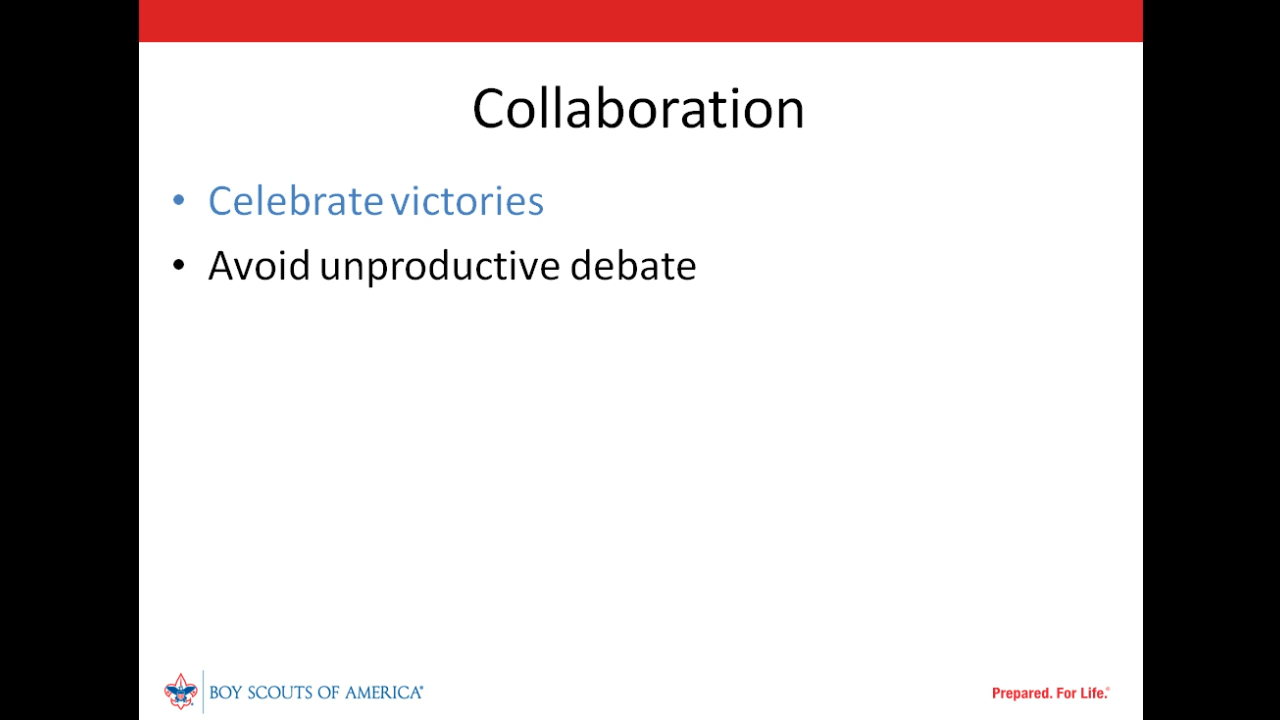 Collaboration
• Celebrate victories
• Avoid unproductive debate
BOY SCOUTS OF AMERICA®
Prepared. For Life.®